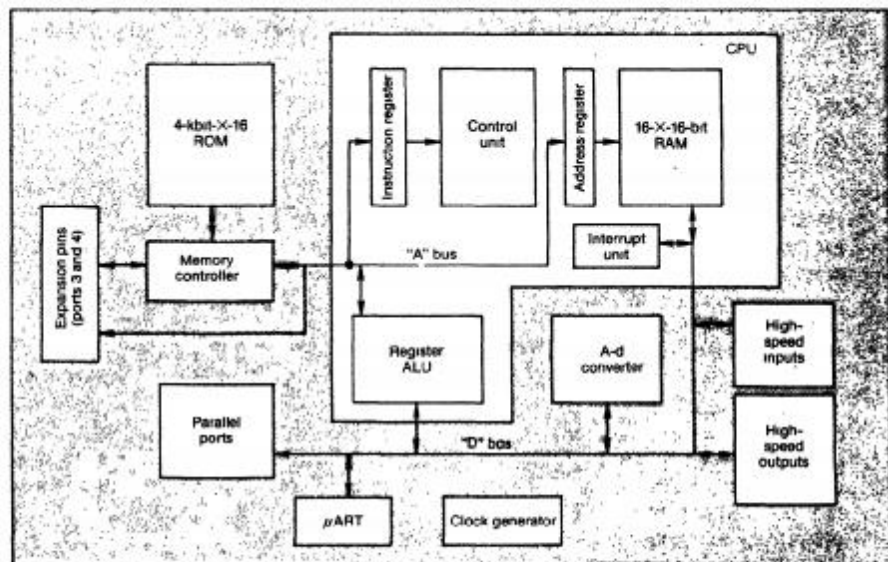 CPU
4-kbit-X-16
ROM
Instruction register
Control
unit
Address register
16-X-16-bit
RAM
Expansion pins
(ports 3 and 4)
Memory
controller
"A" bus
Interrupt
unit
Register
ALU
A-d
converter
High-
speed
inputs
Parallel
ports
"D" bus
High-
speed
outputs
μART
Clock generator